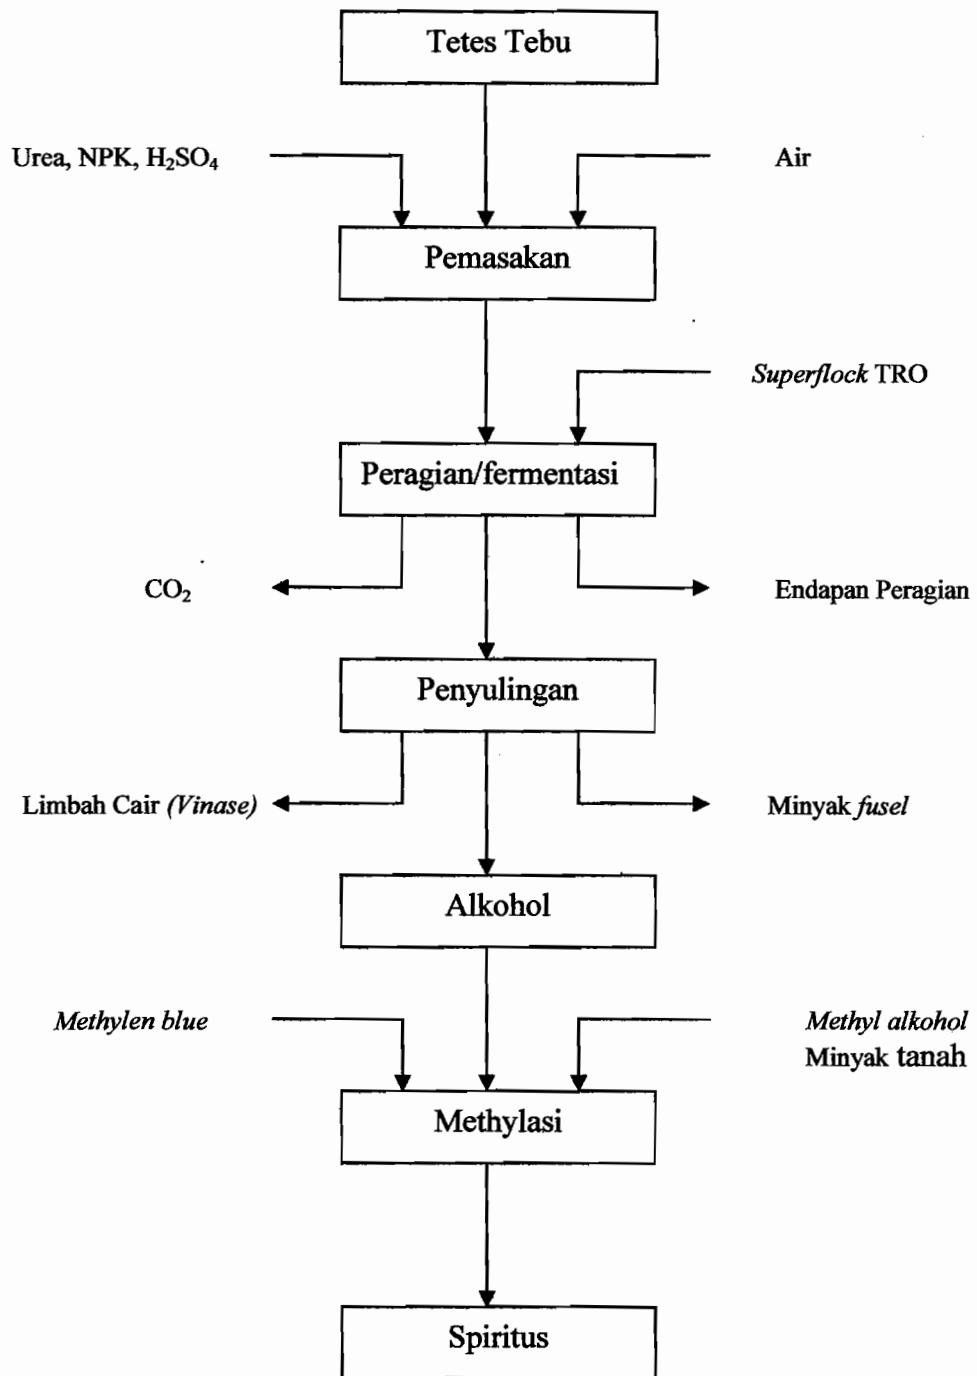 Tetes Tebu
Urea, NPK, H₂SO₄
Air
Pemasakan
Superflock TRO
Peragian/fermentasi
CO₂
Endapan Peragian
Penyulingan
Limbah Cair (Vinase)
Minyak fusel
Alkohol
Methylen blue
Methyl alkohol
Minyak tanah
Methylasi
Spiritus